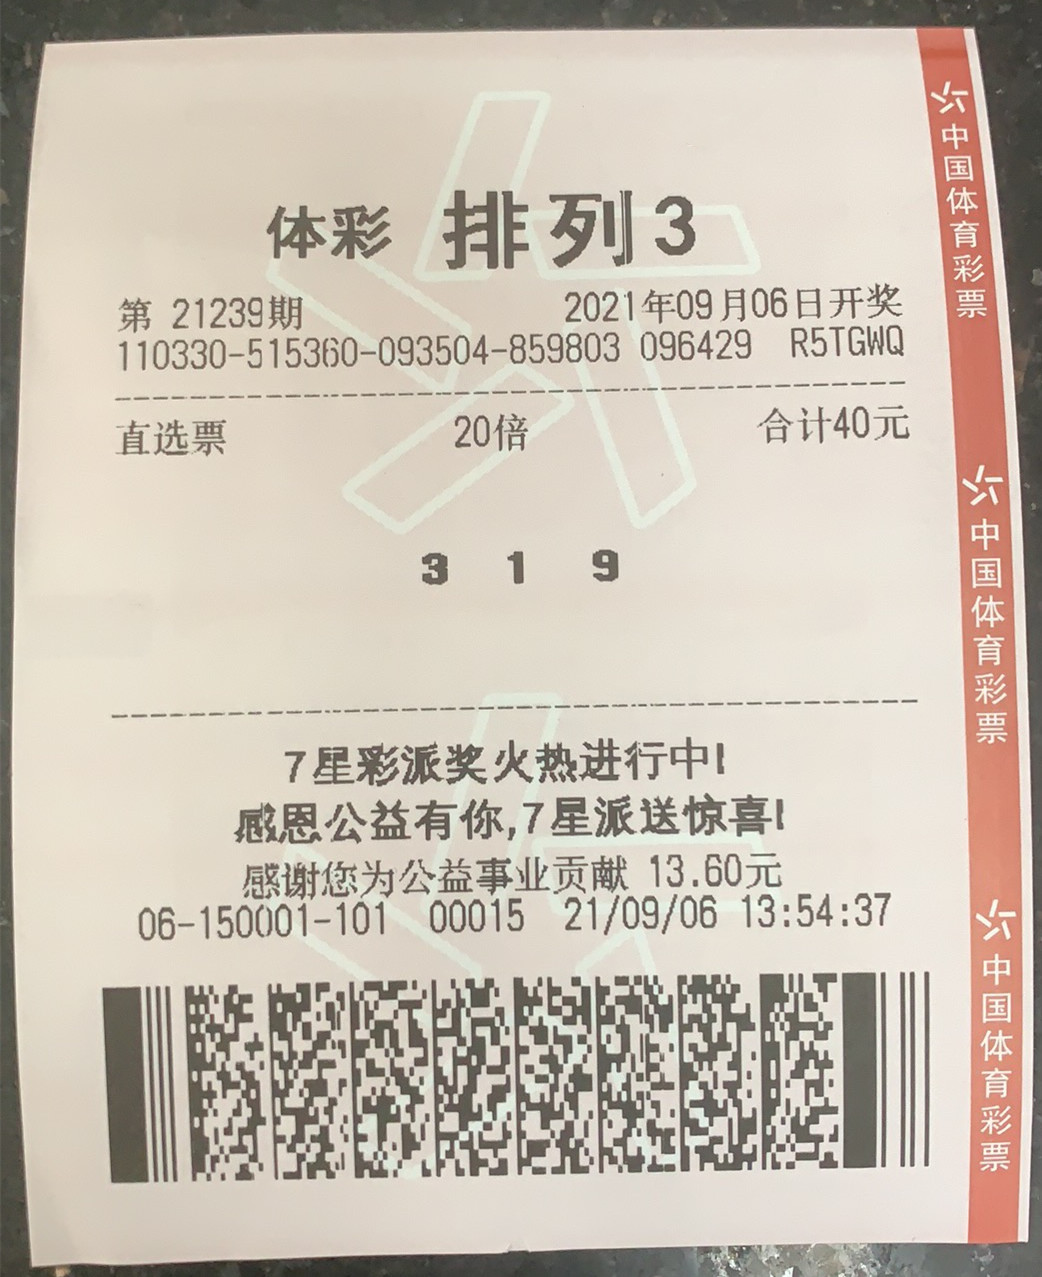 体彩 排列3
第 21239期 2021年09月06日开奖
110330-515360-093504-859803 096429 R5TGWQ
直选票 20倍 合计40元
3 1 9
7星彩派奖火热进行中!
感恩公益有你,7星派送惊喜!
感谢您为公益事业贡献 13.60元
06-150001-101 00015 21/09/06 13:54:37
中国体育彩票
中国体育彩票
中国体育彩票